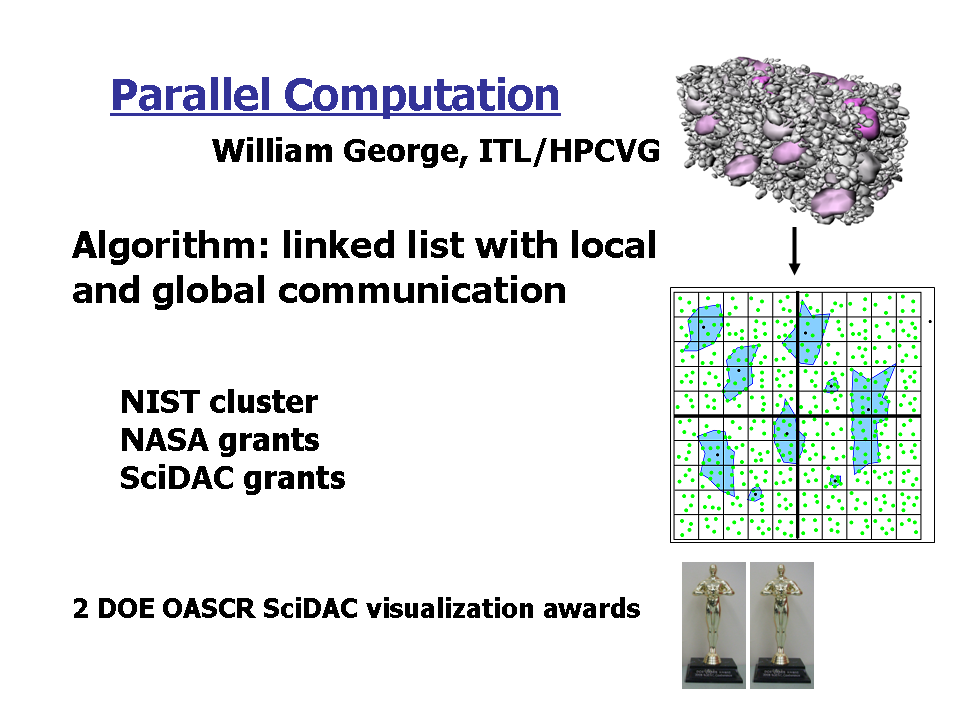 Parallel Computation
William George, ITL/HPCVG
Algorithm: linked list with local
and global communication
NIST cluster
NASA grants
SciDAC grants
2 DOE OASCR SciDAC visualization awards